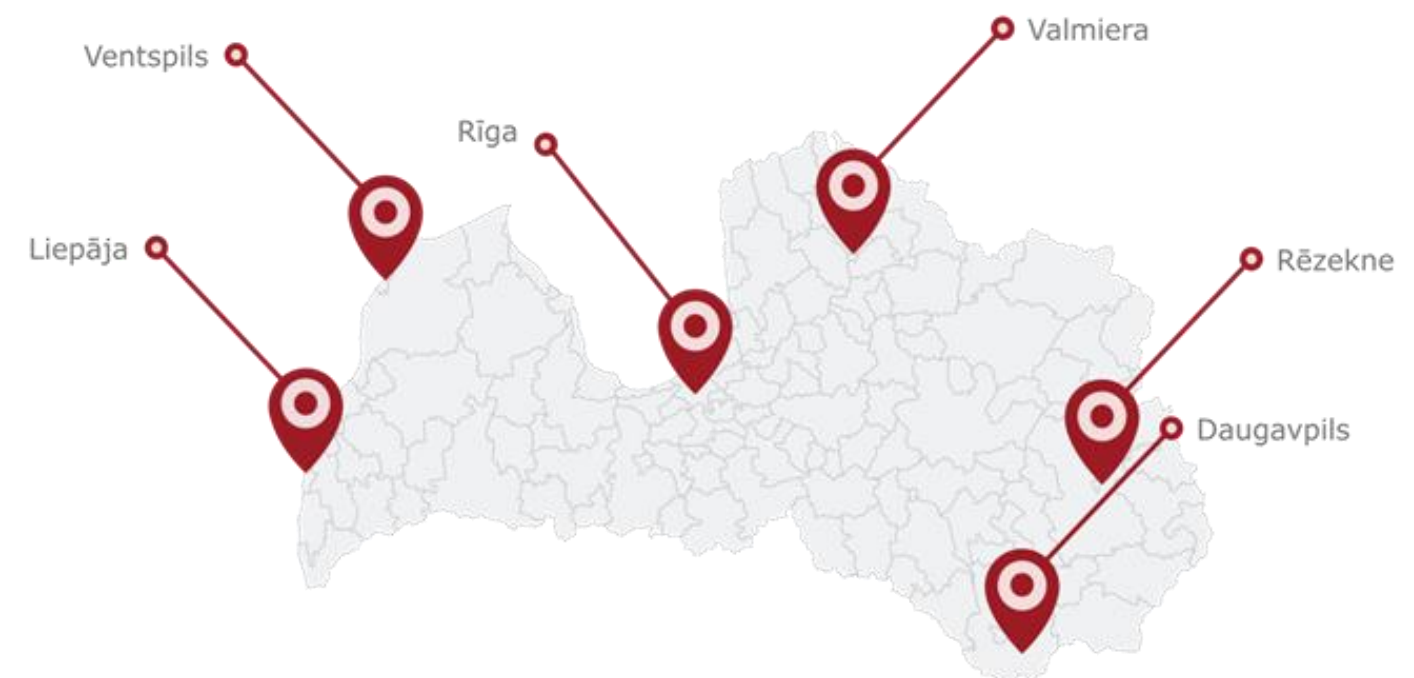 Valmiera
Ventspils
Rīga
Liepāja
Rēzekne
Daugavpils